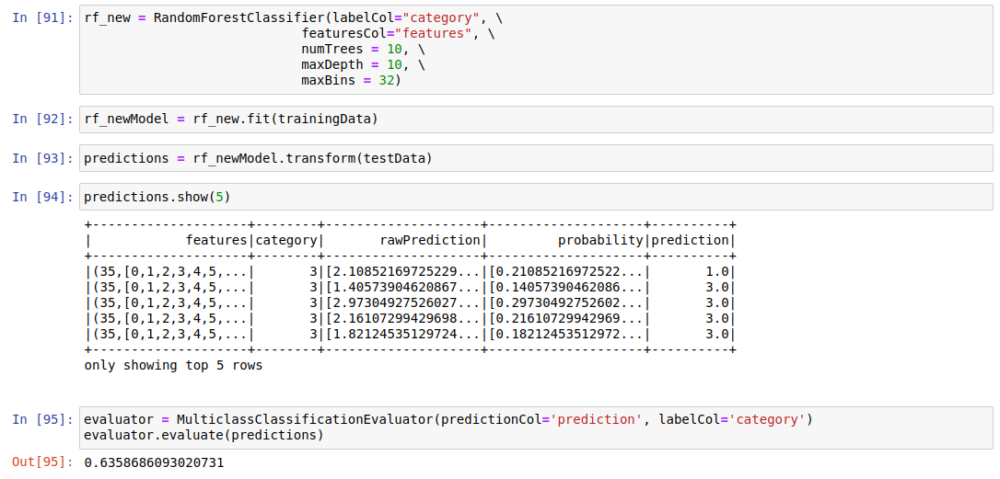 In [91]: rf_new = RandomForestClassifier(labelCol="category", \
featuresCol="features", \
numTrees = 10, \
maxDepth = 10, \
maxBins = 32)
In [92]: rf_newModel = rf_new.fit(trainingData)
In [93]: predictions = rf_newModel.transform(testData)
In [94]: predictions.show(5)
+--------------------+--------+--------------------+--------------------+----------+
|            features|category|       rawPrediction|         probability|prediction|
+--------------------+--------+--------------------+--------------------+----------+
|(35,[0,1,2,3,4,5,...|       3|[2.10852169725229...|[0.21085216972522...|       1.0|
|(35,[0,1,2,3,4,5,...|       3|[1.40573904620867...|[0.14057390462086...|       3.0|
|(35,[0,1,2,3,4,5,...|       3|[2.97304927526027...|[0.29730492752602...|       3.0|
|(35,[0,1,2,3,4,5,...|       3|[2.16107299429698...|[0.21610729942969...|       3.0|
|(35,[0,1,2,3,4,5,...|       3|[1.82124535129724...|[0.18212453512972...|       3.0|
+--------------------+--------+--------------------+--------------------+----------+
only showing top 5 rows
In [95]: evaluator = MulticlassClassificationEvaluator(predictionCol='prediction', labelCol='category')
evaluator.evaluate(predictions)
Out[95]: 0.6358686093020731